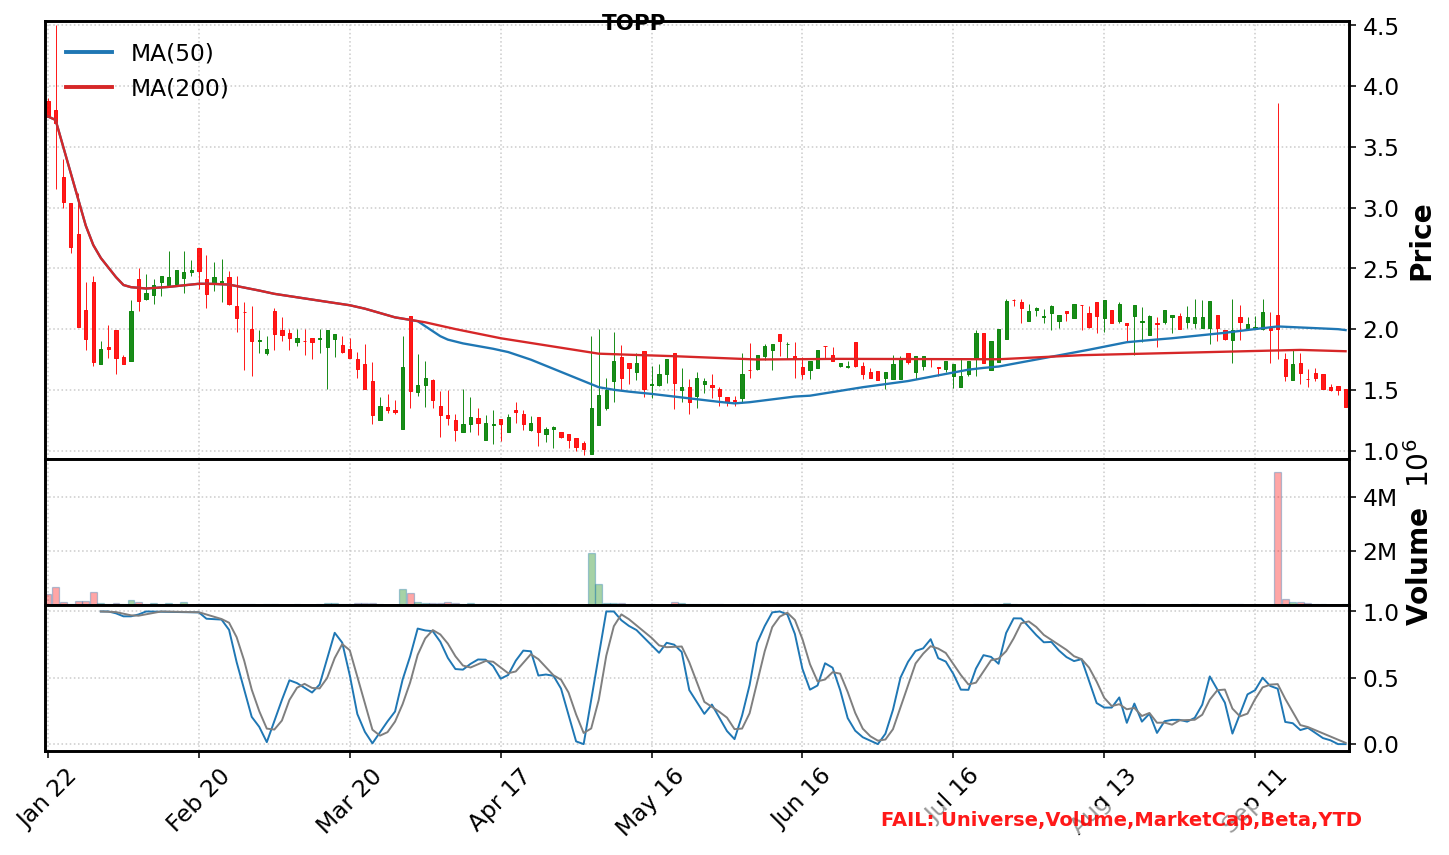 TOPP
MA(50)
MA(200)
4.5
4.0
3.5
3.0
2.5
2.0
1.5
1.0
Price
4M
2M
Volume 10⁶
1.0
0.5
0.0
Jan 22
Feb 20
Mar 20
Apr 17
May 16
Jun 16
Jul 16
Aug 13
Sep 11
FAIL: Universe,Volume,MarketCap,Beta,YTD